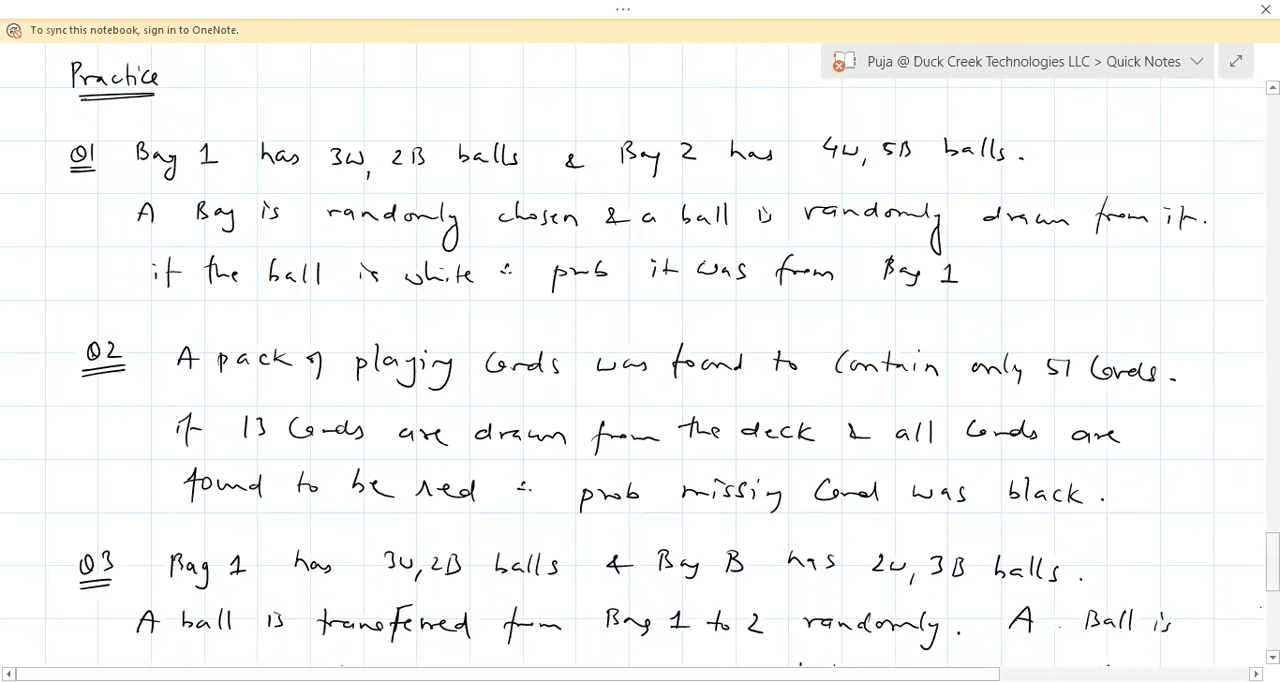 ...
To sync this notebook, sign in to OneNote.
Puja @ Duck Creek Technologies LLC > Quick Notes
Practice
Q1 Bag 1 has 3W, 2B balls & Bag 2 has 4W, 5B balls.
A Bag is randomly chosen & a ball is randomly drawn from it.
if the ball is white ∴ prob it was from Bag 1
Q2 A pack of playing cards was found to contain only 51 cards.
if 13 cards are drawn from the deck & all cards are
found to be red ∴ prob missing card was black.
Q3 Bag 1 has 3W, 2B balls & Bag B has 2W, 3B balls.
A ball is transferred from Bag 1 to 2 randomly. A Ball is